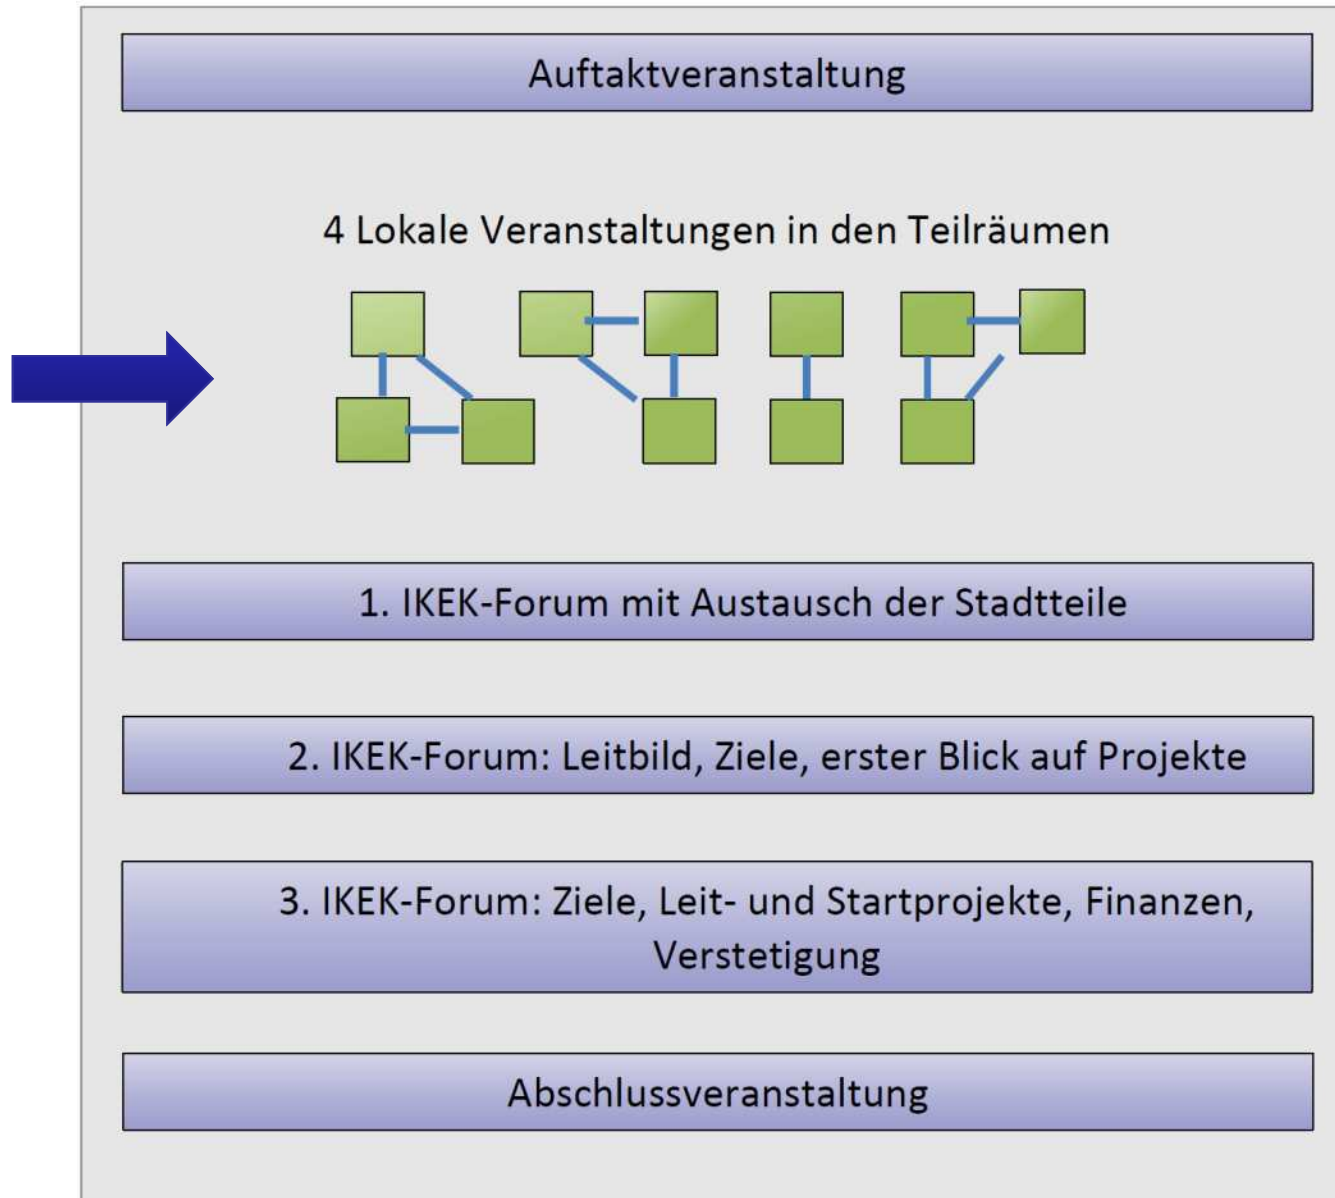 Auftaktveranstaltung
4 Lokale Veranstaltungen in den Teilräumen
1. IKEK-Forum mit Austausch der Stadtteile
2. IKEK-Forum: Leitbild, Ziele, erster Blick auf Projekte
3. IKEK-Forum: Ziele, Leit- und Startprojekte, Finanzen,
Verstetigung
Abschlussveranstaltung